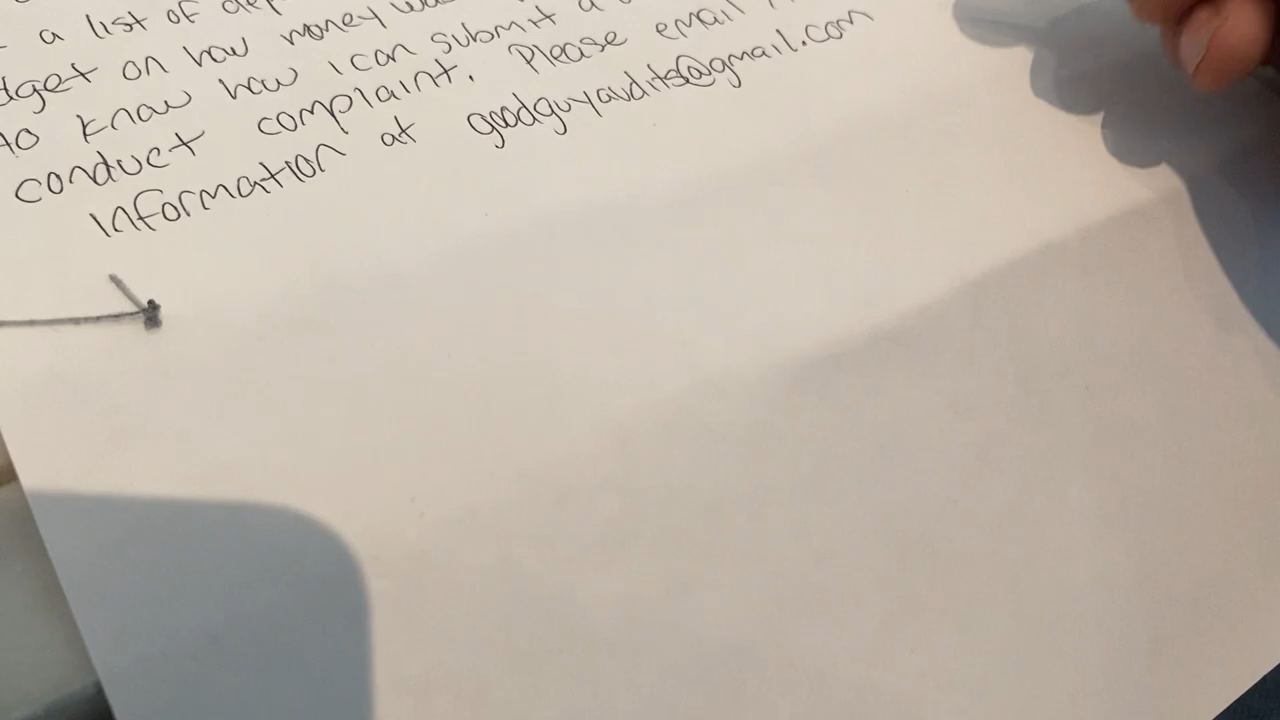 a list of
on how money
to know how I can submit a
conduct complaint. Please email
Information at goodguyaudits@gmail.com